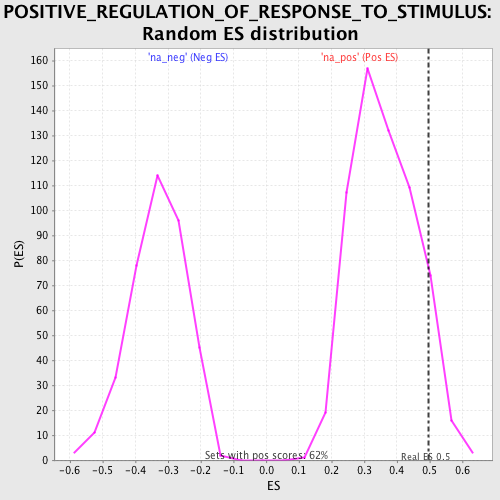 POSITIVE_REGULATION_OF_RESPONSE_TO_STIMULUS:
Random ES distribution
'na_neg' (Neg ES)
'na_pos' (Pos ES)
160
150
140
130
120
110
100
90
80
70
60
50
40
30
20
10
0
P(ES)
Sets with pos scores: 62%
Real ES 0.5
-0.6 -0.5 -0.4 -0.3 -0.2 -0.1 0.0 0.1 0.2 0.3 0.4 0.5 0.6
ES